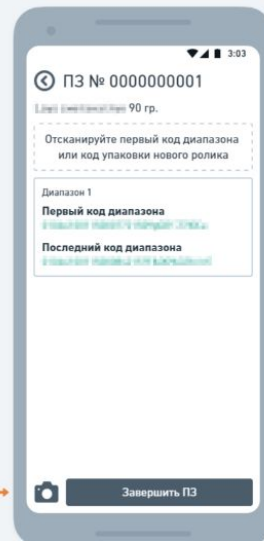 3:03
ПЗ № 0000000001
90 гр.
Отсканируйте первый код диапазона
или код упаковки нового ролика
Диапазон 1
Первый код диапазона
Последний код диапазона
Завершить ПЗ